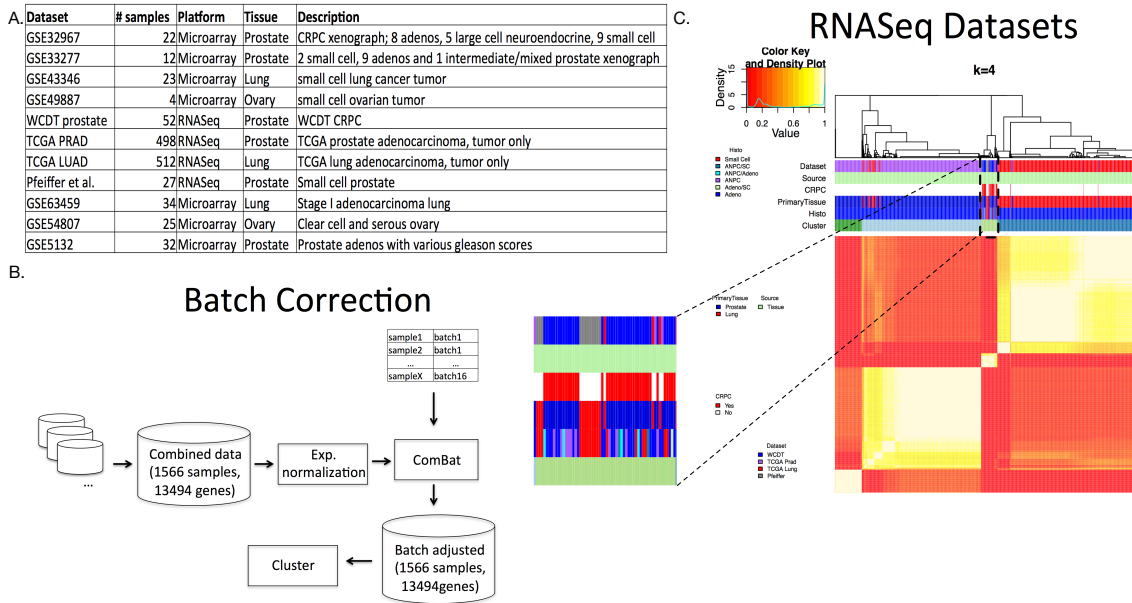 A.
Dataset # samples Platform Tissue Description
GSE32967 22 Microarray Prostate CRPC xenograph; 8 adenos, 5 large cell neuroendocrine, 9 small cell
GSE33277 12 Microarray Prostate 2 small cell, 9 adenos and 1 intermediate/mixed prostate xenograph
GSE43346 23 Microarray Lung small cell lung cancer tumor
GSE49887 4 Microarray Ovary small cell ovarian tumor
WCDT prostate 52 RNASeq Prostate WCDT CRPC
TCGA PRAD 498 RNASeq Prostate TCGA prostate adenocarcinoma, tumor only
TCGA LUAD 512 RNASeq Lung TCGA lung adenocarcinoma, tumor only
Pfeiffer et al. 27 RNASeq Prostate Small cell prostate
GSE63459 34 Microarray Lung Stage I adenocarcinoma lung
GSE54807 25 Microarray Ovary Clear cell and serous ovary
GSE5132 32 Microarray Prostate Prostate adenos with various gleason scores
B.
Batch Correction
sample1 batch1
sample2 batch1
... ...
sampleX batch16
...
Combined data
(1566 samples,
13494 genes)
Exp.
normalization
ComBat
Batch adjusted
(1566 samples,
13494genes)
Cluster
C.
RNASeq Datasets
Color Key
and Density Plot
Density
0 5 15
0 0.2 0.6 1
Value
k=4
Histo
Small Cell
ANPC/SC
ANPC/Adeno
ANPC
Adeno/SC
Adeno
Dataset
Source
CRPC
PrimaryTissue
Histo
Cluster
PrimaryTissue
Prostate
Lung
Source
Tissue
CRPC
Yes
No
Dataset
WCDT
TCGA Prad
TCGA Lung
Pfeiffer